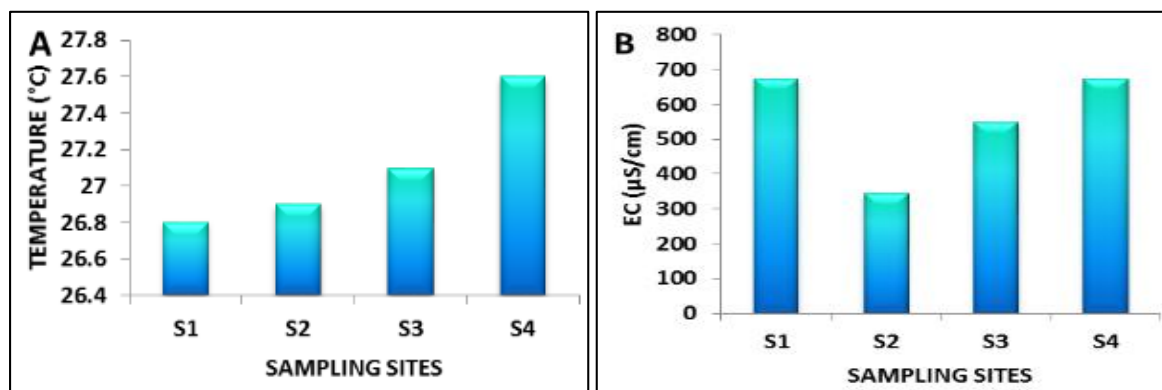 A
TEMPERATURE (°C)
27.8
27.6
27.4
27.2
27
26.8
26.6
26.4
S1 S2 S3 S4
SAMPLING SITES
B
EC (µS/cm)
800
700
600
500
400
300
200
100
0
S1 S2 S3 S4
SAMPLING SITES